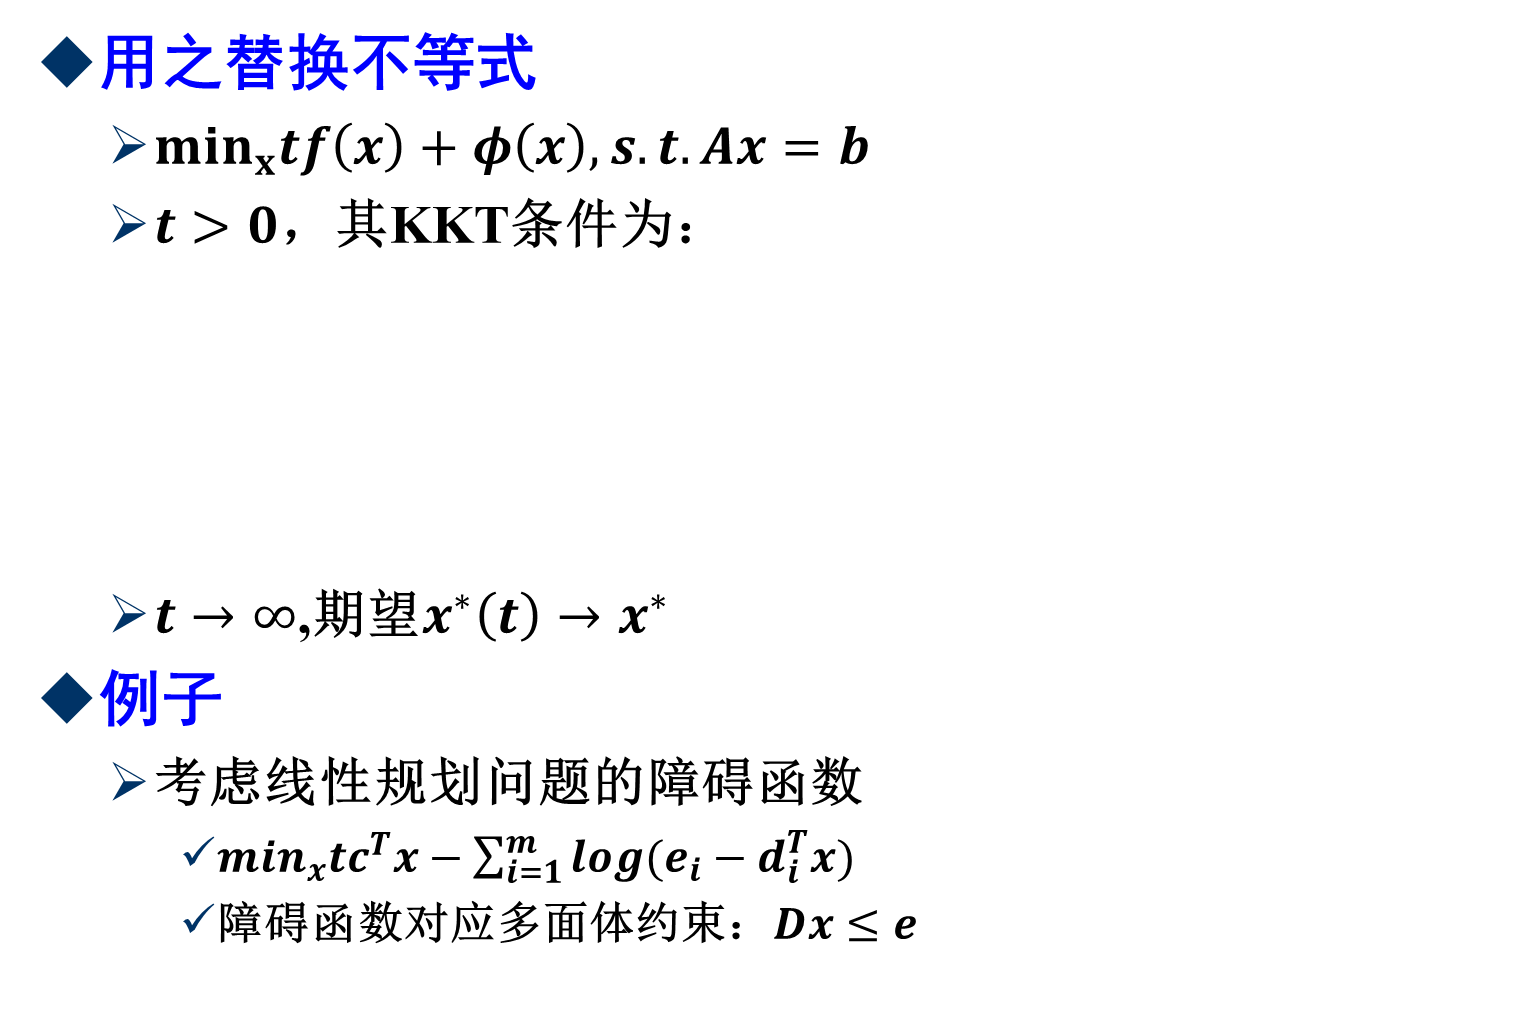 ◆用之替换不等式
➢minₓtf(x) + ϕ(x), s.t. Ax = b
➢t > 0，其KKT条件为：
➢t → ∞,期望x*(t) → x*
◆例子
➢考虑线性规划问题的障碍函数
✓minₓtcᵀx − ∑ᵢ₌₁ᵐ log(eᵢ − dᵢᵀx)
✓障碍函数对应多面体约束：Dx ≤ e